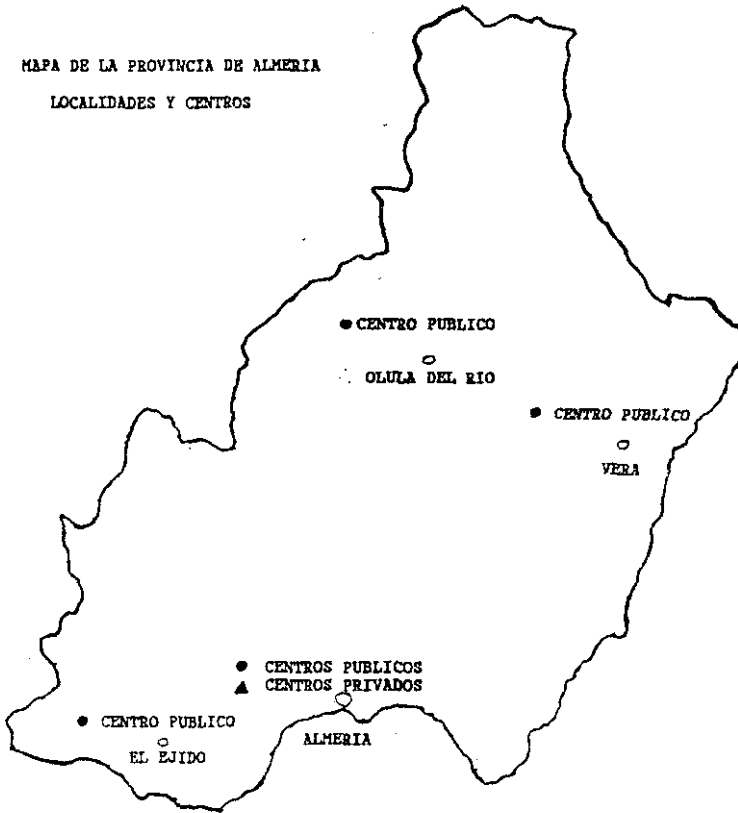 MAPA DE LA PROVINCIA DE ALMERIA
LOCALIDADES Y CENTROS
CENTRO PUBLICO
OLULA DEL RIO
CENTRO PUBLICO
VERA
CENTROS PUBLICOS
CENTROS PRIVADOS
CENTRO PUBLICO
ALMERIA
EL EJIDO